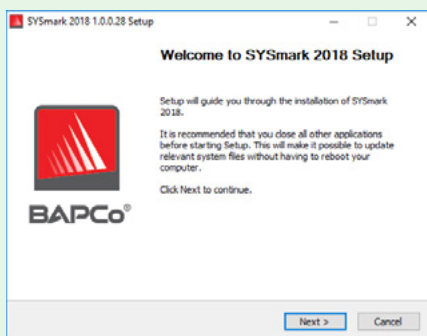 SYSmark 2018 1.0.0.28 Setup
Welcome to SYSmark 2018 Setup
Setup will guide you through the installation of SYSmark
2018.
It is recommended that you close all other applications
before starting Setup. This will make it possible to update
relevant system files without having to reboot your
computer.
Click Next to continue.
BAPCo®
Next >
Cancel